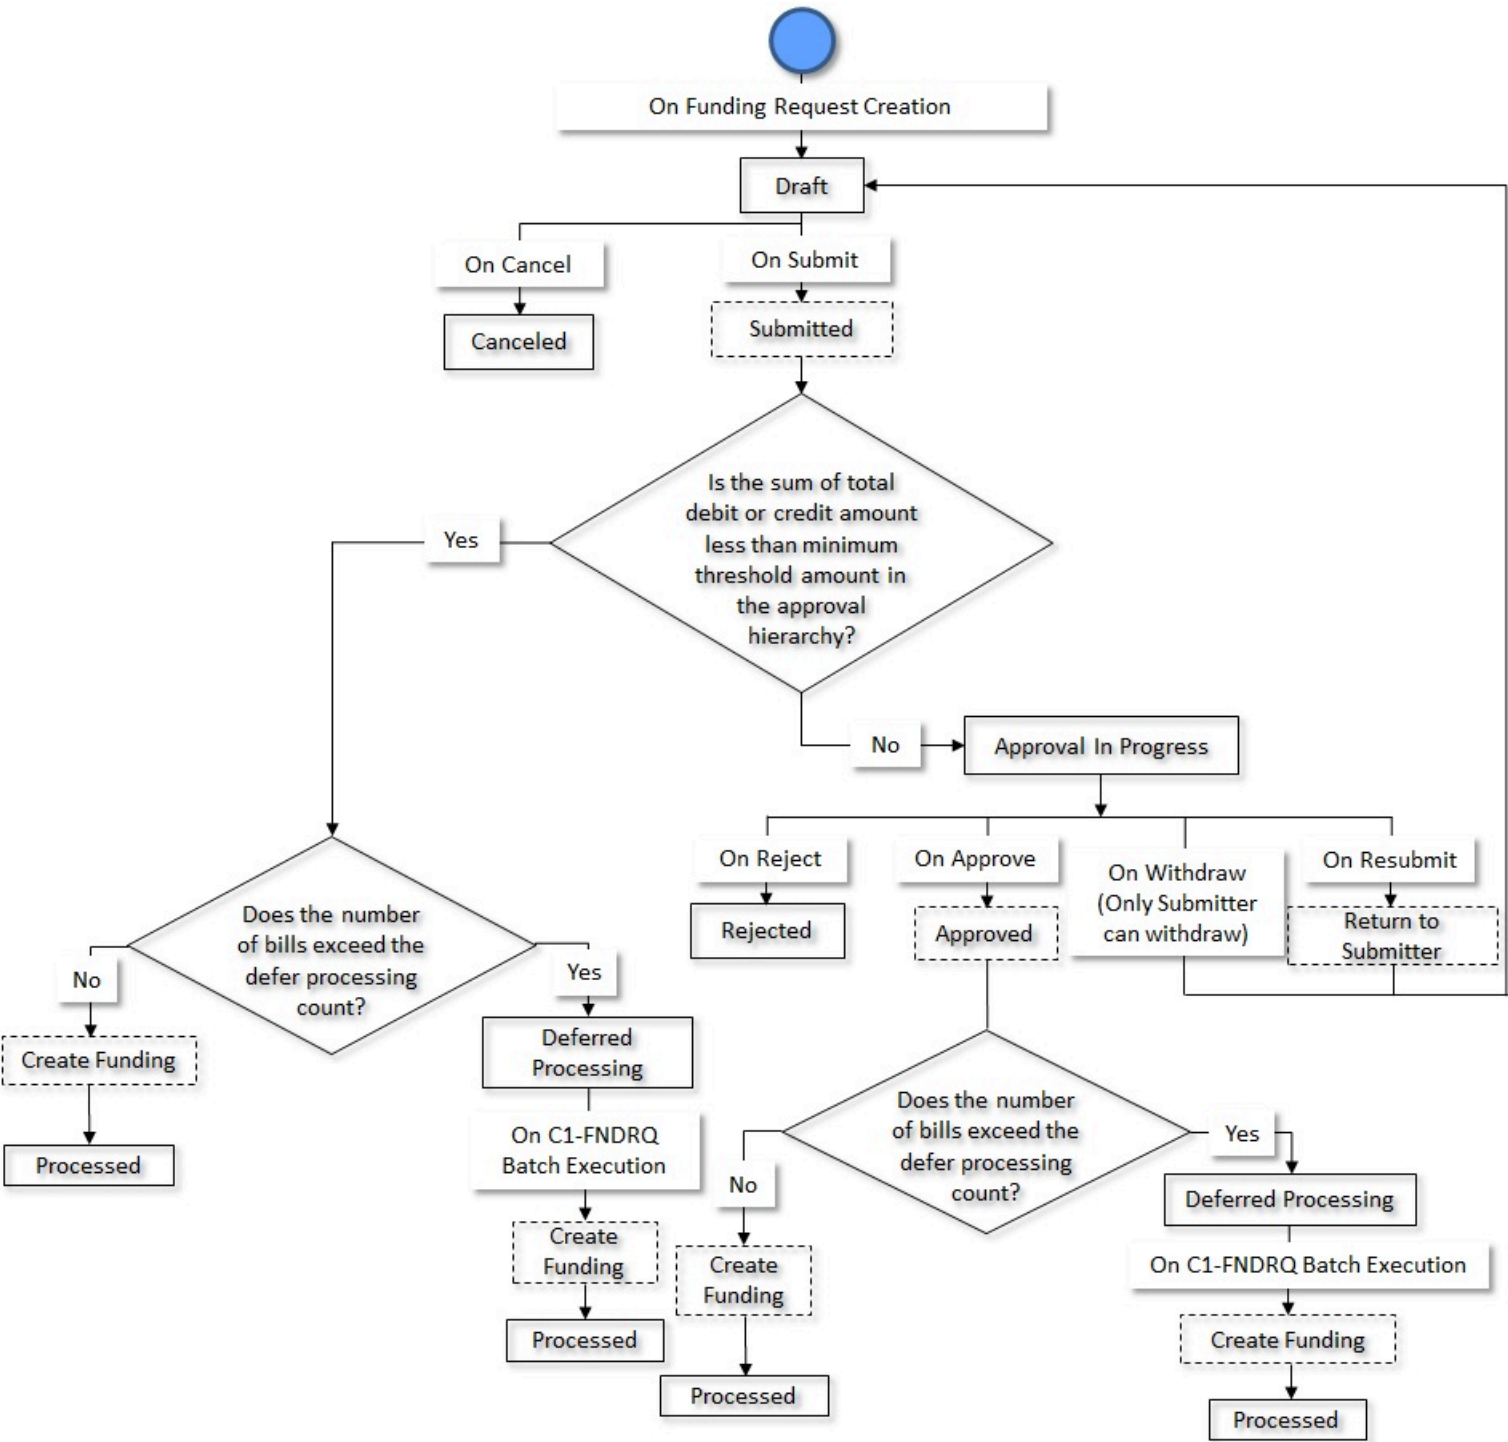 On Funding Request Creation
Draft
On Cancel
On Submit
Canceled
Submitted
Is the sum of total
debit or credit amount
less than minimum
threshold amount in
the approval
hierarchy?
Yes
No
Approval In Progress
On Reject
On Approve
On Withdraw
(Only Submitter
can withdraw)
On Resubmit
Rejected
Approved
Return to
Submitter
Does the number
of bills exceed the
defer processing
count?
No
Yes
Create Funding
Processed
Deferred
Processing
On C1-FNDRQ
Batch Execution
Create
Funding
Processed
Does the number
of bills exceed the
defer processing
count?
No
Yes
Create
Funding
Processed
Deferred Processing
On C1-FNDRQ Batch Execution
Create Funding
Processed